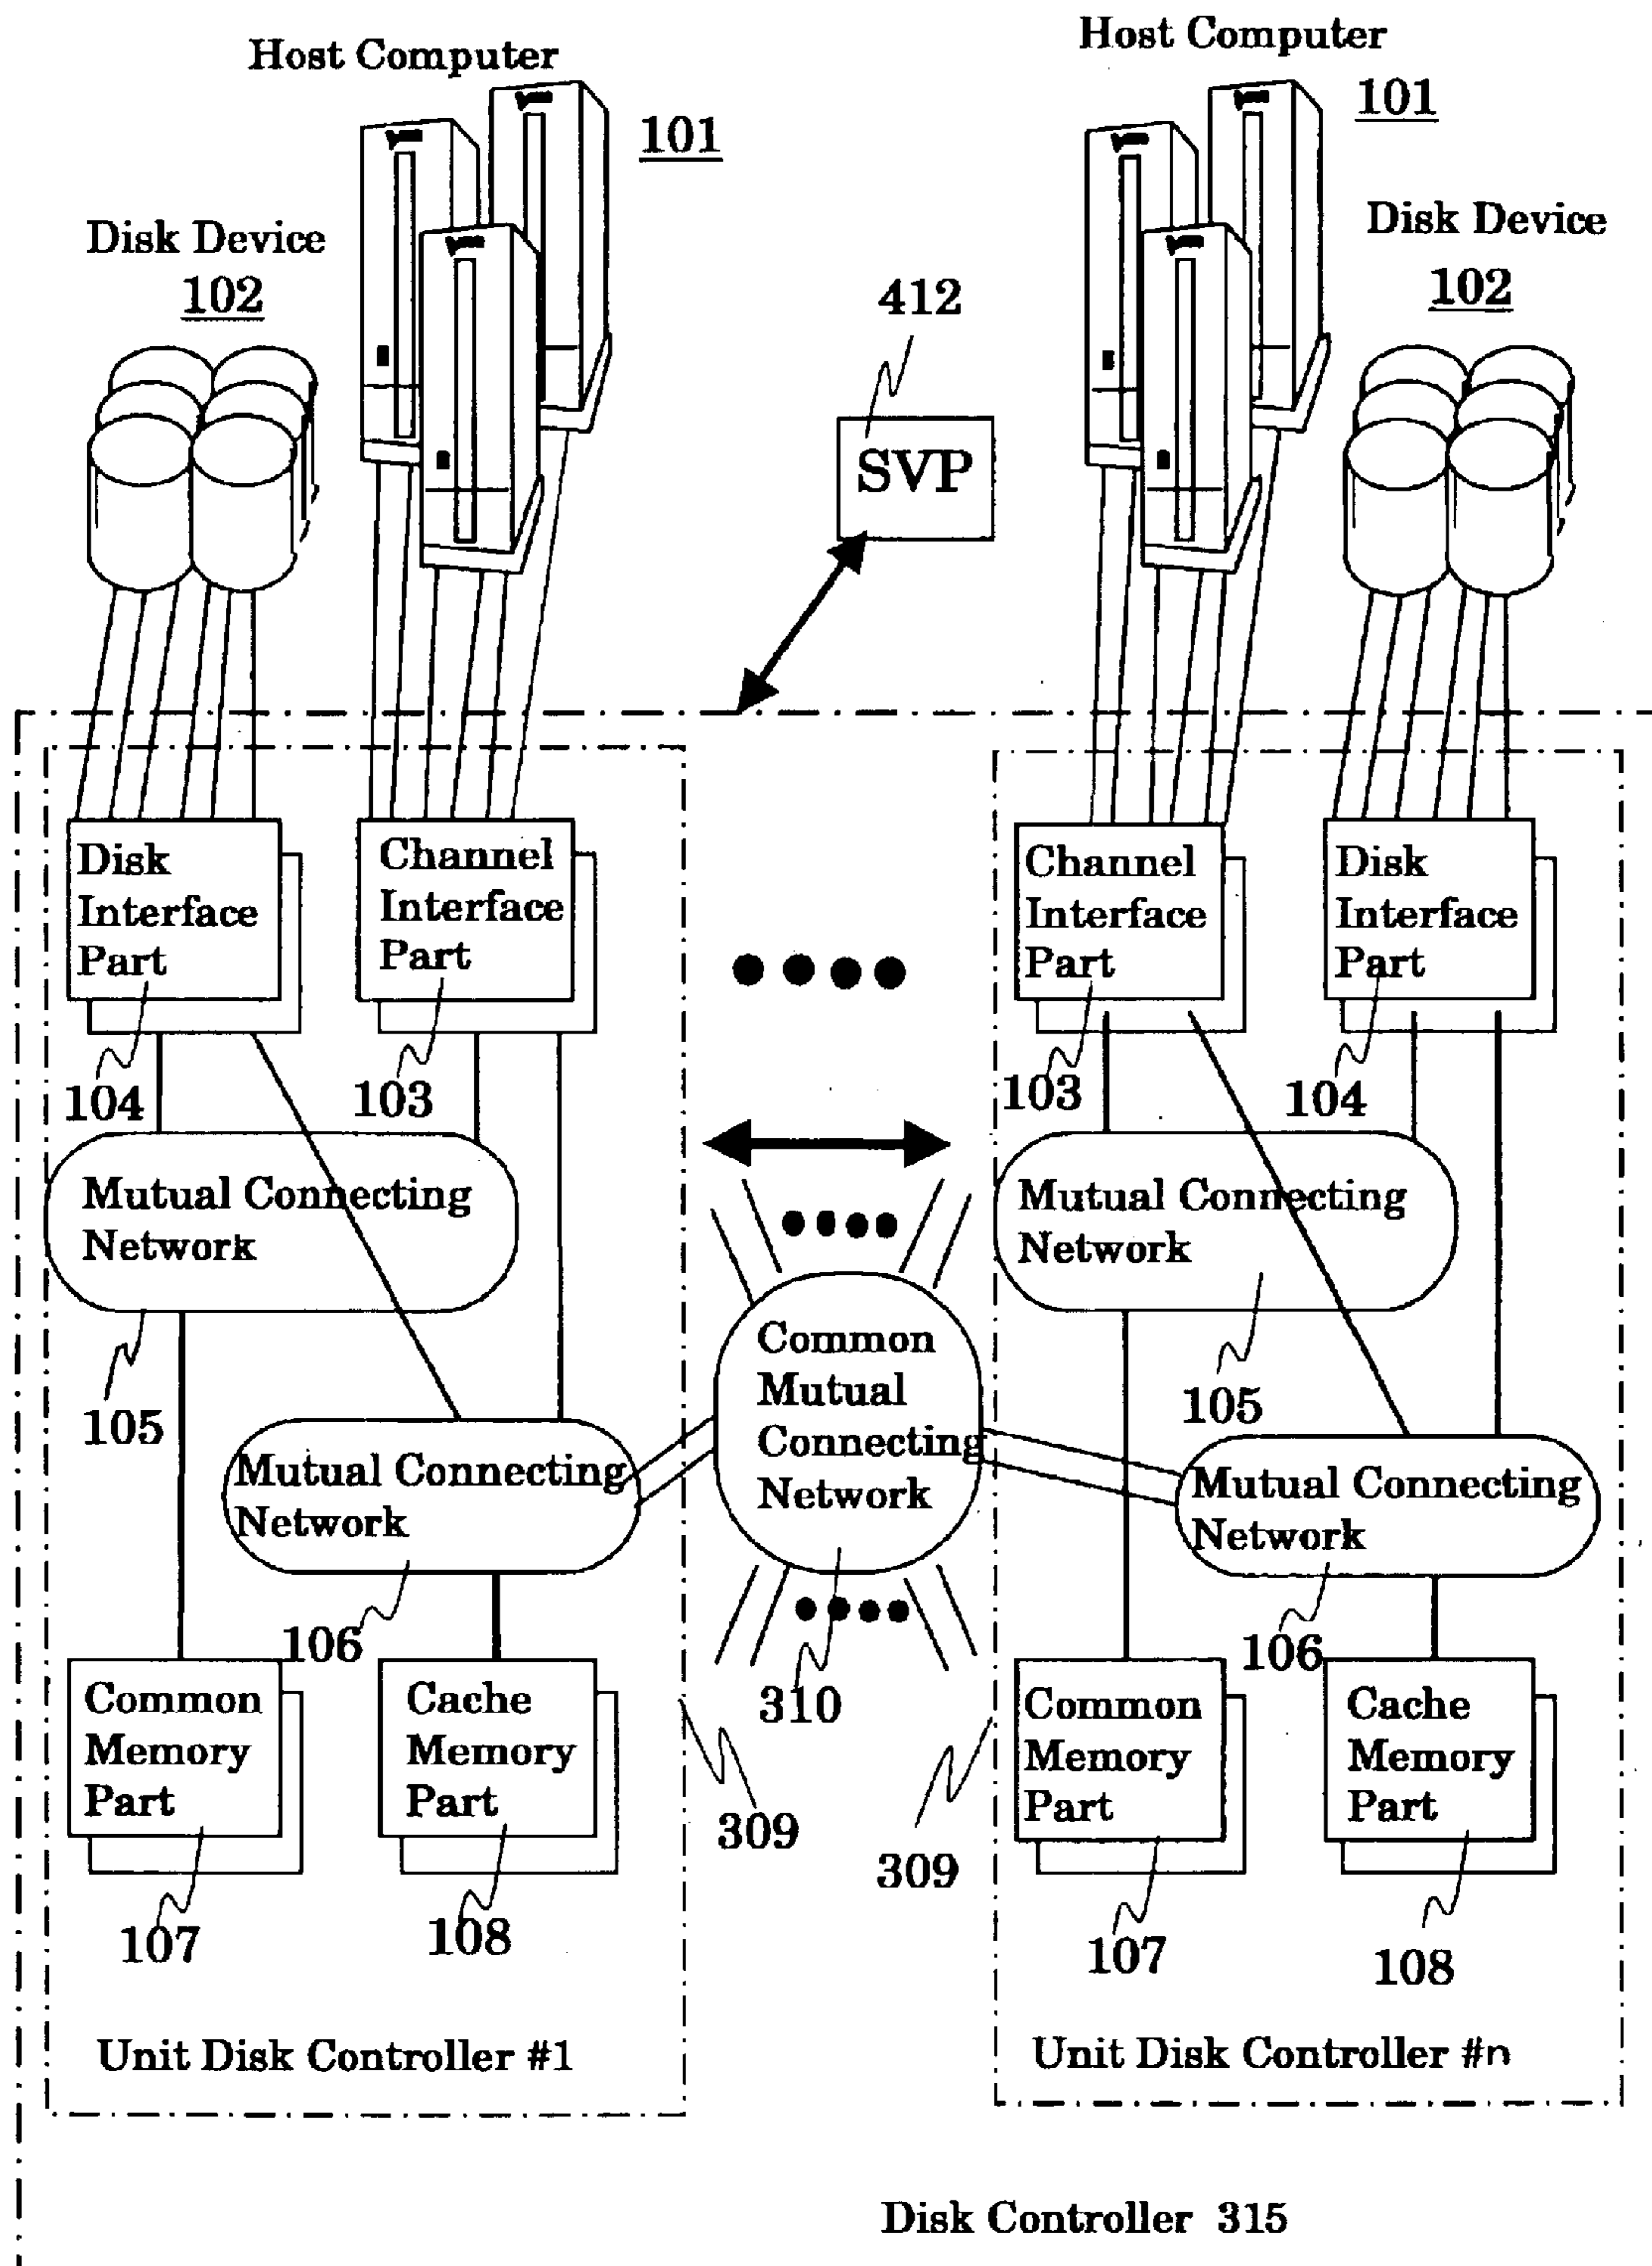 Host Computer
101
Disk Device
102
412
SVP
Host Computer
101
Disk Device
102
Disk
Interface
Part
104
Channel
Interface
Part
103
Channel
Interface
Part
103
Disk
Interface
Part
104
Mutual Connecting
Network
105
Mutual Connecting
Network
106
Common
Mutual
Connecting
Network
310
Mutual Connecting
Network
105
Mutual Connecting
Network
106
Common
Memory
Part
107
Cache
Memory
Part
108
309
309
Common
Memory
Part
107
Cache
Memory
Part
108
Unit Disk Controller #1
Unit Disk Controller #n
Disk Controller 315